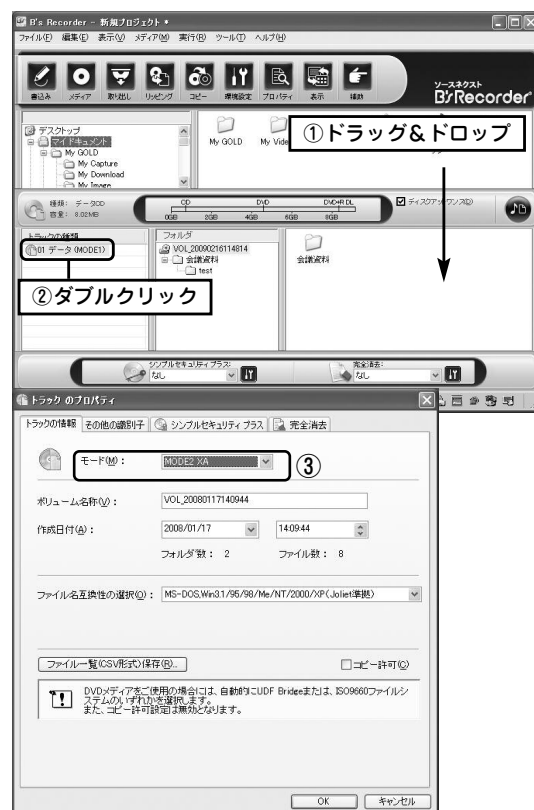 B's Recorder - 新規プロジェクト *
ファイル(F) 編集(E) 表示(V) メディア(M) 実行(R) ツール(T) ヘルプ(H)
書込み メディア 取り出し リッピング コピー 環境設定 プロパティ 表示 補助
ソースネクスト
B's Recorder
デスクトップ
マイ ドキュメント
My GOLD
My Capture
My Download
My Image
My GOLD My Vide
①ドラッグ&ドロップ
種類: データCD
容量: 8.02MB
CD DVD DVD+R DL
0GB 2GB 4GB 6GB 8GB
ディスクアットワンス(O)
トラックの種類
01 データ (MODE1)
フォルダ
VOL_20090216114814
会議資料
test
会議資料
②ダブルクリック
シンプルセキュリティプラス:
なし
完全消去:
なし
トラック のプロパティ
トラックの情報 その他の識別子 シンプルセキュリティ プラス 完全消去
モード(M): MODE2 XA
③
ボリューム名称(V): VOL_20080117140944
作成日付(A): 2008/01/17 14:09:44
フォルダ数: 2 ファイル数: 8
ファイル名互換性の選択(O): MS-DOS,Win3.1/95/98/Me/NT/2000/XP(Joliet準拠)
ファイル一覧(CSV形式)保存(R)... コピー許可(C)
DVDメディアをご使用の場合には、自動的にUDF Bridgeまたは、ISO9660ファイルシ
ステムのいずれかを選択します。
また、コピー許可設定は無効となります。
OK キャンセル